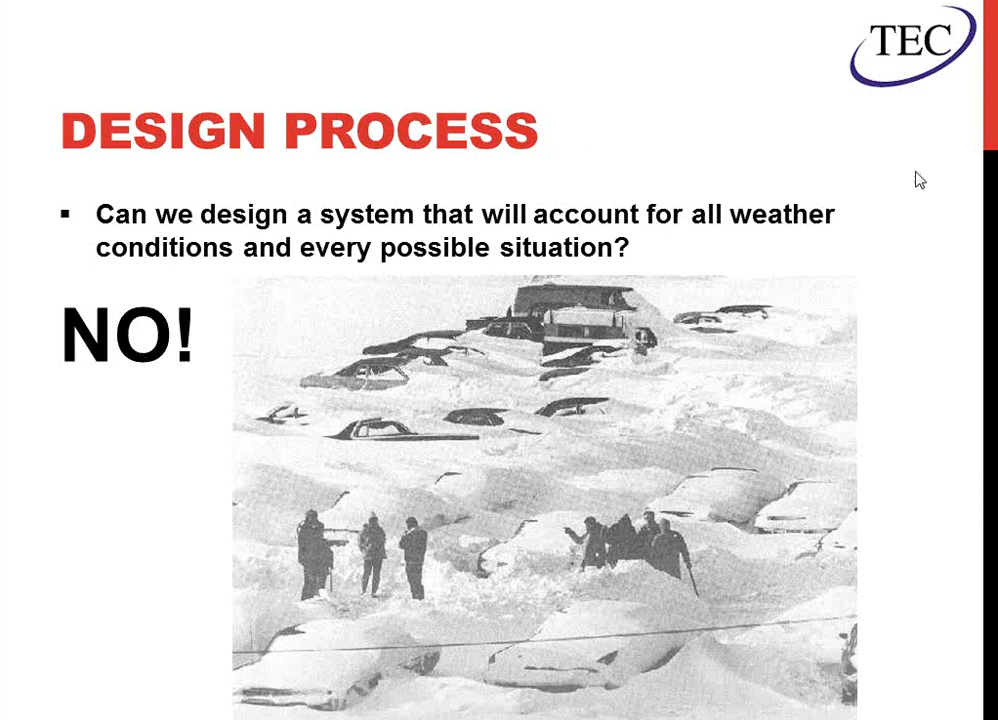 TEC
DESIGN PROCESS
▪ Can we design a system that will account for all weather
conditions and every possible situation?
NO!